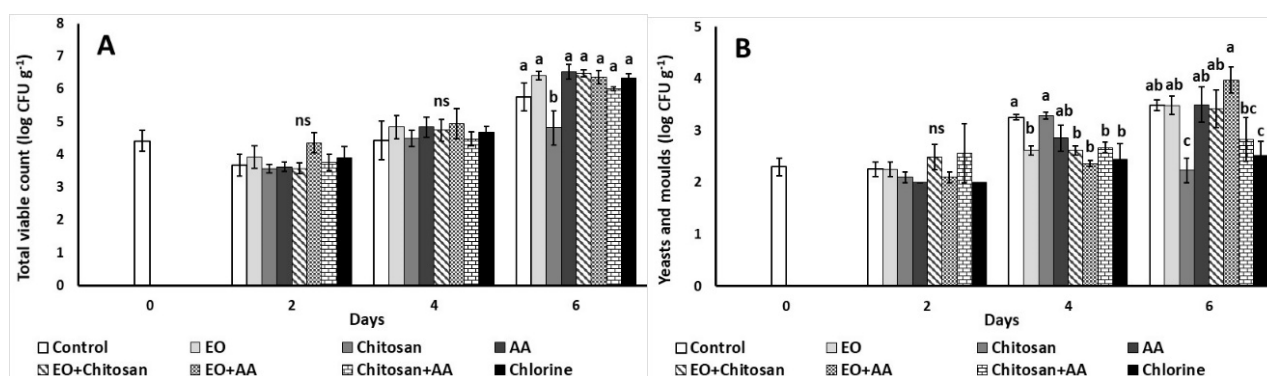 A
Total viable count (log CFU g-1)
8
7
6
5
4
3
2
1
0
ns
ns
a a b a a a a a
0 2 4 6
Days
Control EO Chitosan AA
EO+Chitosan EO+AA Chitosan+AA Chlorine
B
Yeasts and moulds (log CFU g-1)
5
4
3
2
1
0
ns
a b a ab b b b b
ab ab c ab ab a bc c
0 2 4 6
Days
Control EO Chitosan AA
EO+Chitosan EO+AA Chitosan+AA Chlorine